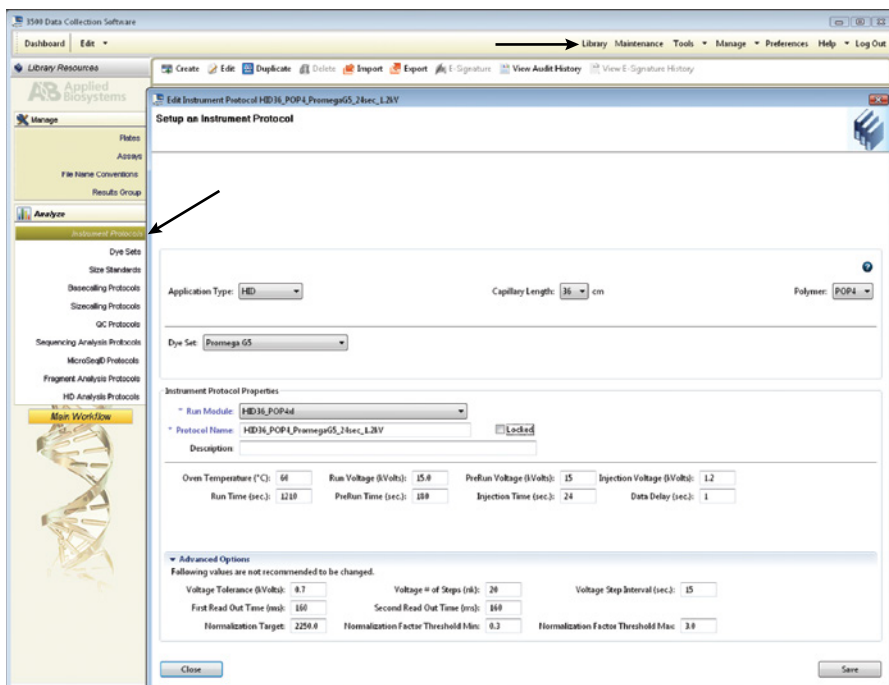 3500 Data Collection Software
Dashboard Edit Library Maintenance Tools Manage Preferences Help Log Out
Library Resources Create Edit Duplicate Delete Import Export E-Signature View Audit History View E-Signature History
AB Applied Biosystems
Edit Instrument Protocol HID36_POP4_PromegaG5_24sec_1.2kV
Setup an Instrument Protocol
Manage
Plates
Assays
File Name Conventions
Results Group
Analyze
Instrument Protocols
Dye Sets
Size Standards
Basecalling Protocols
Sizecalling Protocols
QC Protocols
Sequencing Analysis Protocols
MicroSeqID Protocols
Fragment Analysis Protocols
HID Analysis Protocols
Main Workflow
Application Type: HID Capillary Length: 36 cm Polymer: POP4
Dye Set: Promega G5
Instrument Protocol Properties
* Run Module: HID36_POP4xl
* Protocol Name: HID36_POP4_PromegaG5_24sec_1.2kV Locked
Description:
Oven Temperature (°C): 60 Run Voltage (kVolts): 15.0 PreRun Voltage (kVolts): 15 Injection Voltage (kVolts): 1.2
Run Time (sec.): 1210 PreRun Time (sec.): 180 Injection Time (sec.): 24 Data Delay (sec.): 1
Advanced Options
Following values are not recommended to be changed.
Voltage Tolerance (kVolts): 0.7 Voltage # of Steps (nk): 20 Voltage Step Interval (sec.): 15
First Read Out Time (ms): 160 Second Read Out Time (ms): 160
Normalization Target: 2250.0 Normalization Factor Threshold Min: 0.3 Normalization Factor Threshold Max: 3.0
Close Save